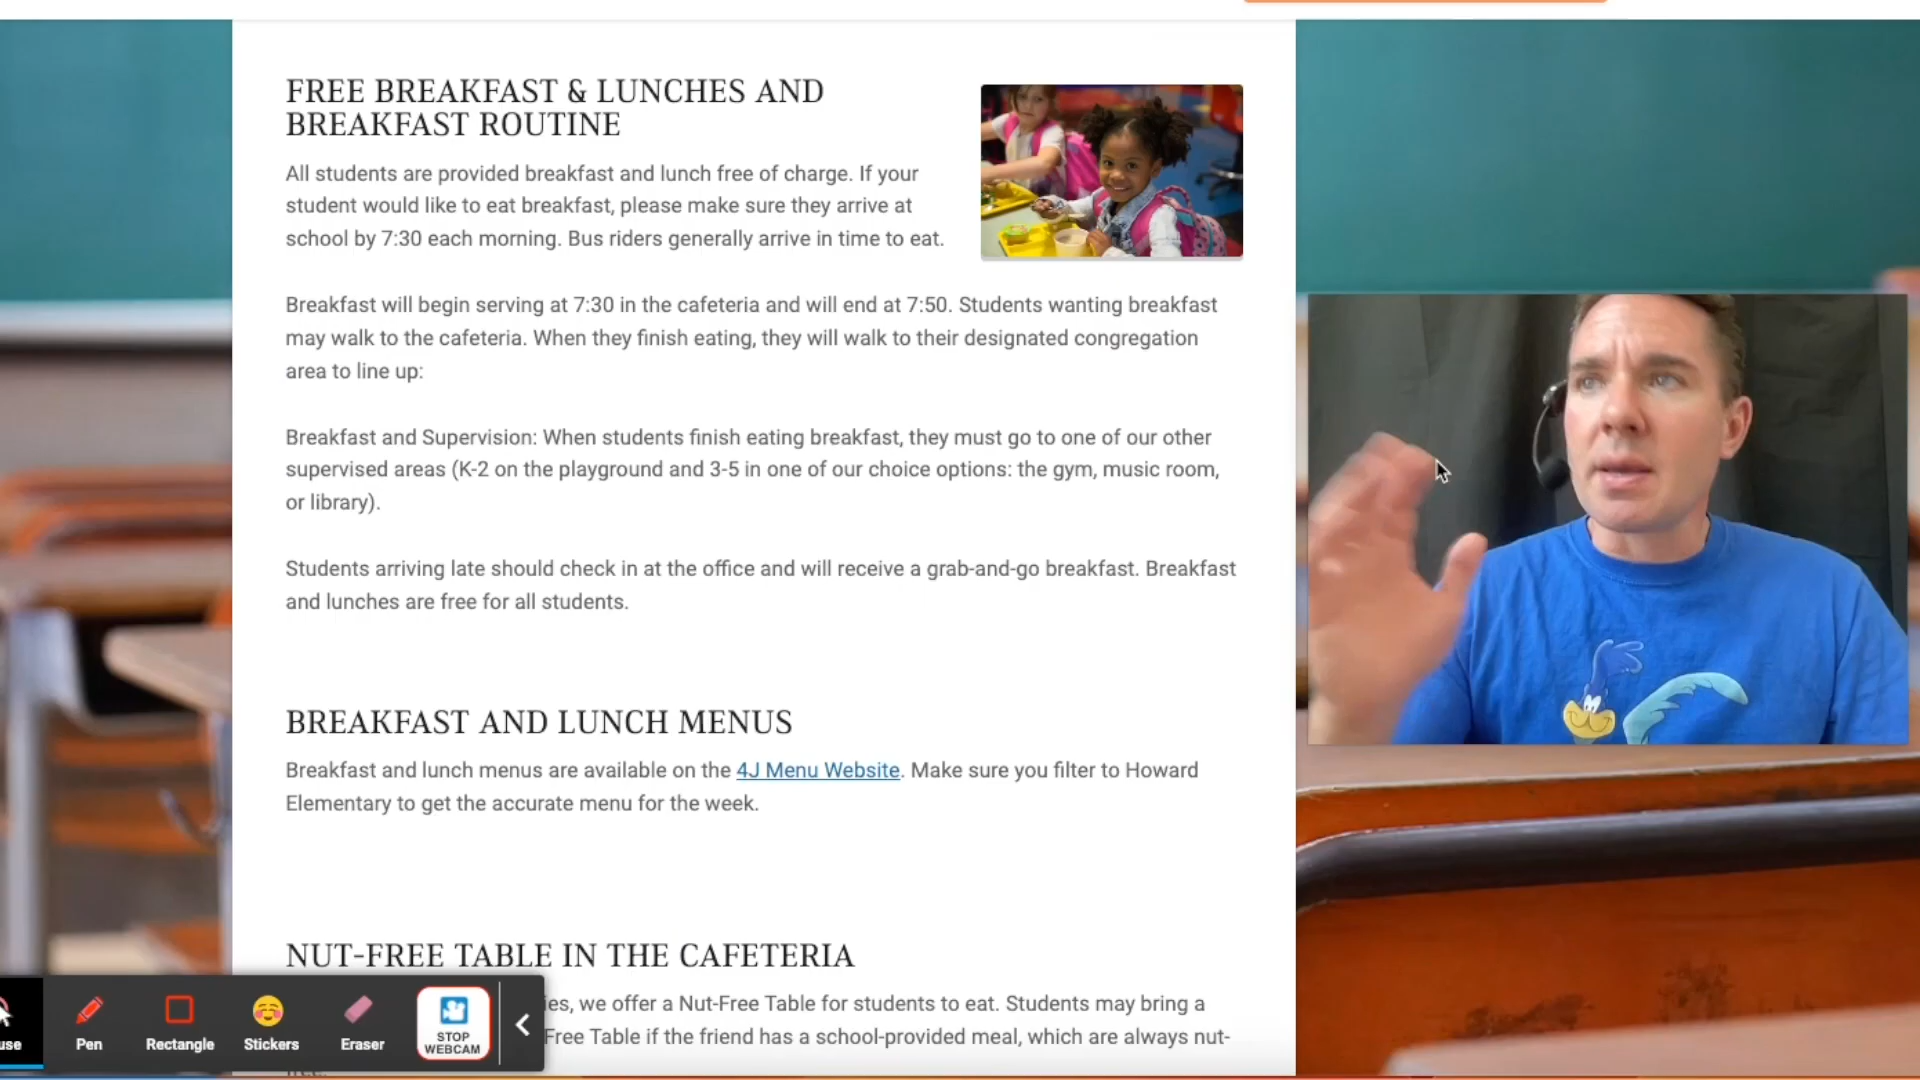 FREE BREAKFAST & LUNCHES AND
BREAKFAST ROUTINE
All students are provided breakfast and lunch free of charge. If your
student would like to eat breakfast, please make sure they arrive at
school by 7:30 each morning. Bus riders generally arrive in time to eat.
Breakfast will begin serving at 7:30 in the cafeteria and will end at 7:50. Students wanting breakfast
may walk to the cafeteria. When they finish eating, they will walk to their designated congregation
area to line up:
Breakfast and Supervision: When students finish eating breakfast, they must go to one of our other
supervised areas (K-2 on the playground and 3-5 in one of our choice options: the gym, music room,
or library).
Students arriving late should check in at the office and will receive a grab-and-go breakfast. Breakfast
and lunches are free for all students.
BREAKFAST AND LUNCH MENUS
Breakfast and lunch menus are available on the 4J Menu Website. Make sure you filter to Howard
Elementary to get the accurate menu for the week.
NUT-FREE TABLE IN THE CAFETERIA
ies, we offer a Nut-Free Table for students to eat. Students may bring a
Free Table if the friend has a school-provided meal, which are always nut-
use
Pen
Rectangle
Stickers
Eraser
STOP
WEBCAM